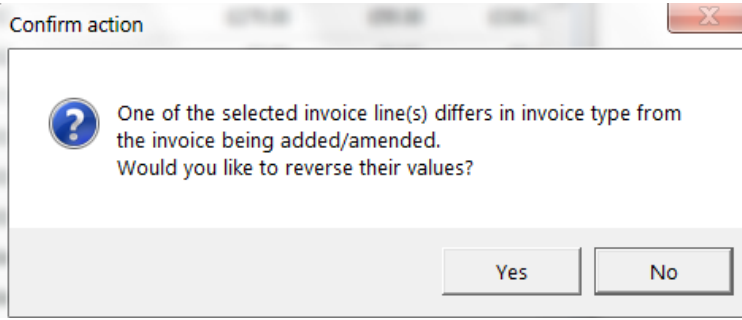 Confirm action
One of the selected invoice line(s) differs in invoice type from
the invoice being added/amended.
Would you like to reverse their values?
Yes
No